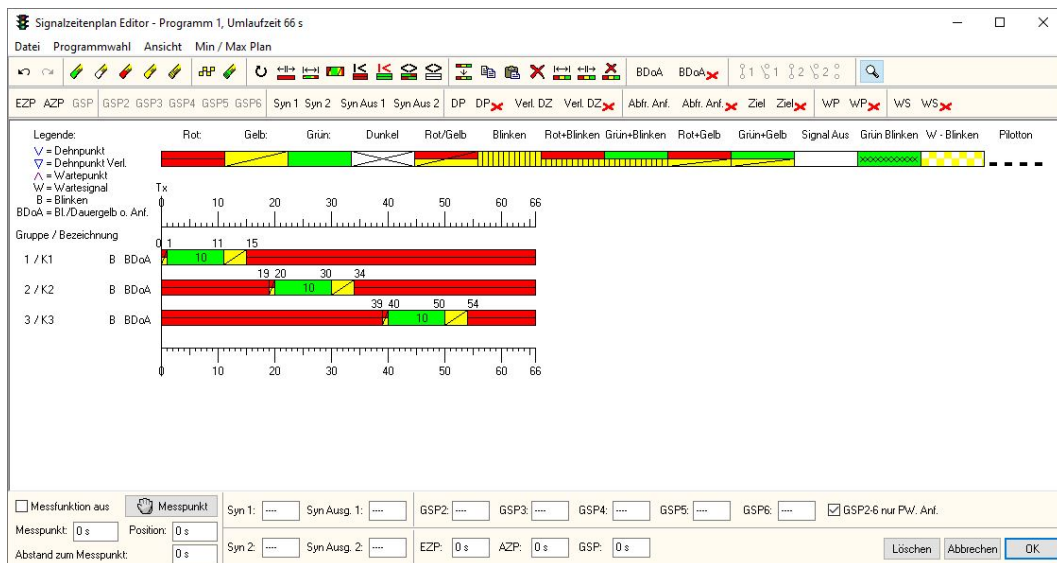 Signalzeitenplan Editor - Programm 1, Umlaufzeit 66 s
Datei Programmwahl Ansicht Min / Max Plan
BDoA BDoA 1 1 2 2
EZP AZP GSP GSP2 GSP3 GSP4 GSP5 GSP6 Syn 1 Syn 2 Syn Aus 1 Syn Aus 2 DP DP Verl. DZ Verl. DZ Abfr. Anf. Abfr. Anf. Ziel Ziel WP WP WS WS
Legende: Rot: Gelb: Grün: Dunkel Rot/Gelb Blinken Rot+Blinken Grün+Blinken Rot+Gelb Grün+Gelb Signal Aus Grün Blinken W - Blinken Pilotton
V = Dehnpunkt
▽ = Dehnpunkt Verl.
Λ = Wartepunkt
W = Wartesignal
B = Blinken
BDoA = Bl./Dauergelb o. Anf.
Tx
0 10 20 30 40 50 60 66
Gruppe / Bezeichnung
0 1 11 15
1 / K1 B BDoA 10
19 20 30 34
2 / K2 B BDoA 10
39 40 50 54
3 / K3 B BDoA 10
0 10 20 30 40 50 60 66
Messfunktion aus Messpunkt Syn 1: ---- Syn Ausg. 1: ---- GSP2: ---- GSP3: ---- GSP4: ---- GSP5: ---- GSP6: ---- GSP2-6 nur PW. Anf.
Messpunkt: 0 s Position: 0 s
Abstand zum Messpunkt: 0 s Syn 2: ---- Syn Ausg. 2: ---- EZP: 0 s AZP: 0 s GSP: 0 s Löschen Abbrechen OK